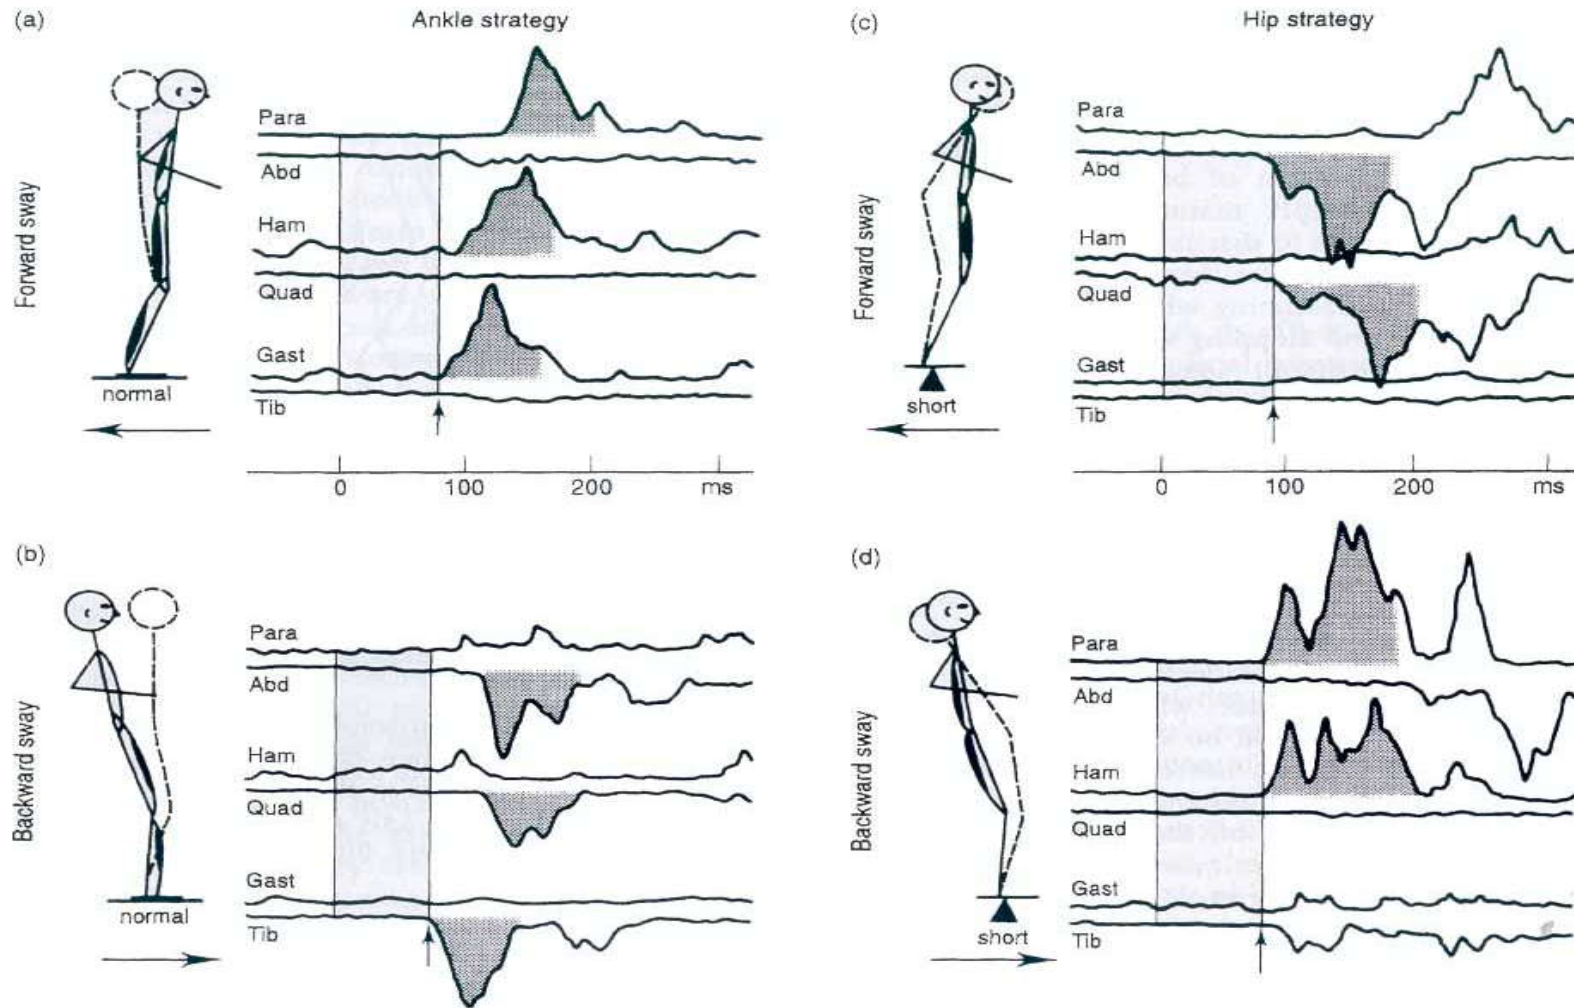 (a)
Ankle strategy
Forward sway
Para
Abd
Ham
Quad
Gast
Tib
normal
0 100 200 ms
(c)
Hip strategy
Forward sway
Para
Abd
Ham
Quad
Gast
Tib
short
0 100 200 ms
(b)
Backward sway
Para
Abd
Ham
Quad
Gast
Tib
normal
(d)
Backward sway
Para
Abd
Ham
Quad
Gast
Tib
short